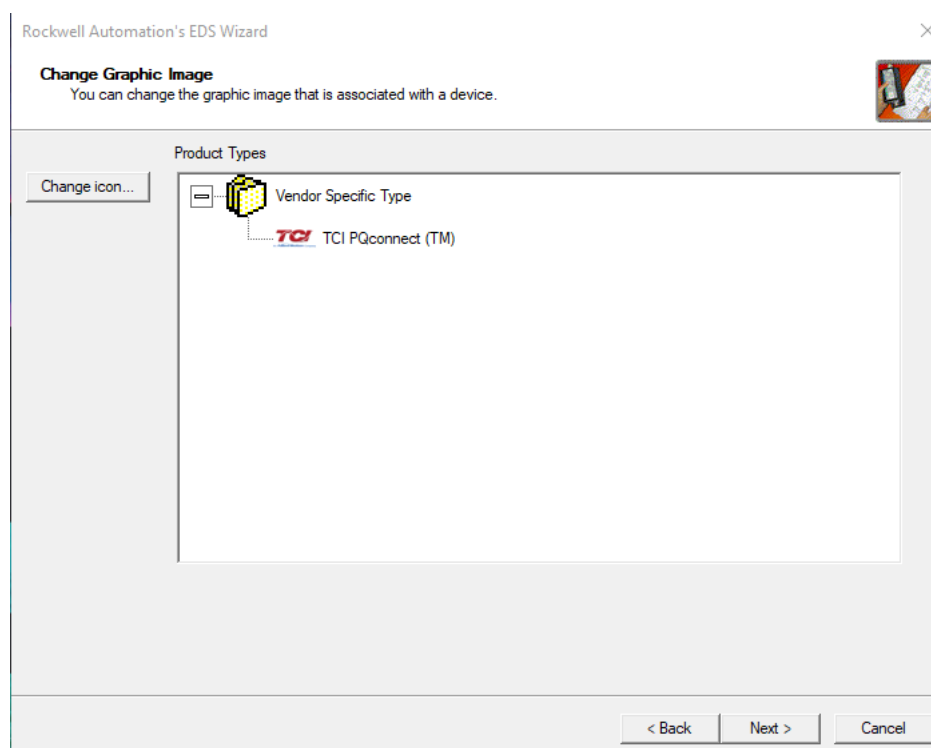 Rockwell Automation's EDS Wizard
Change Graphic Image
You can change the graphic image that is associated with a device.
Product Types
Change icon...
Vendor Specific Type
TCI TCI PQconnect (TM)
< Back Next > Cancel